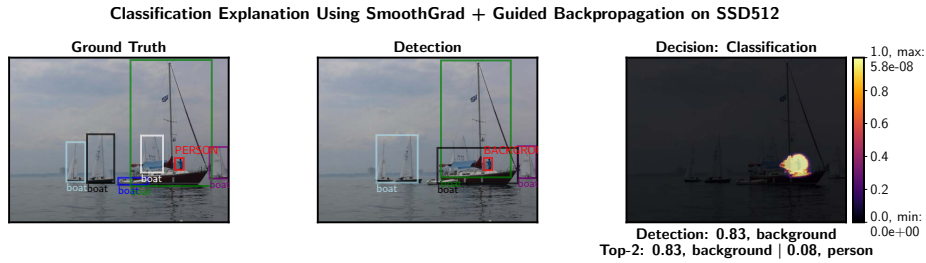 Classification Explanation Using SmoothGrad + Guided Backpropagation on SSD512
Ground Truth
Detection
Decision: Classification
PERSON
boat
boat
boat
boat
boat
BACKGRO
boat
boat
boat
1.0, max:
5.8e-08
0.8
0.6
0.4
0.2
0.0, min:
0.0e+00
Detection: 0.83, background
Top-2: 0.83, background | 0.08, person